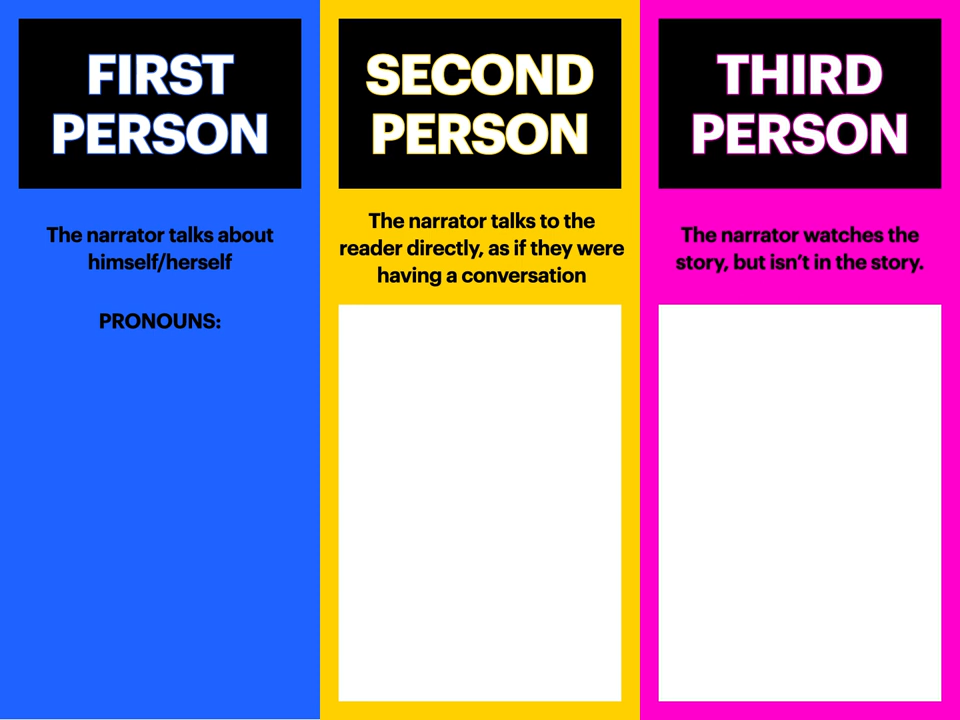 FIRST
PERSON
The narrator talks about
himself/herself
PRONOUNS:
SECOND
PERSON
The narrator talks to the
reader directly, as if they were
having a conversation
THIRD
PERSON
The narrator watches the
story, but isn’t in the story.